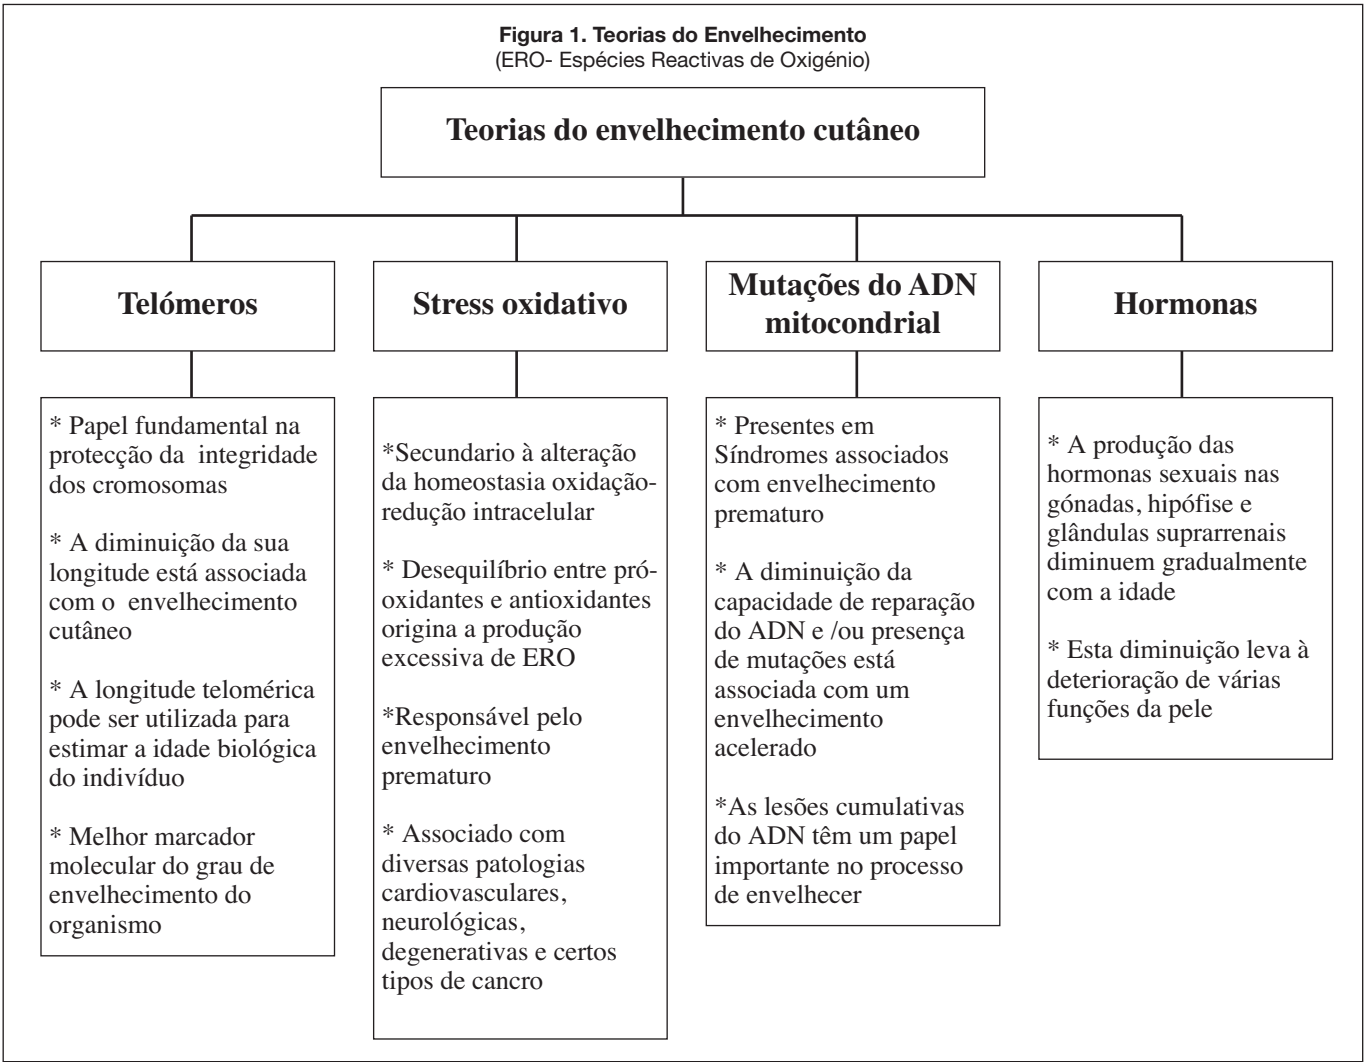 Figura 1. Teorias do Envelhecimento
(ERO- Espécies Reactivas de Oxigénio)
Teorias do envelhecimento cutâneo
Telómeros
* Papel fundamental na
protecção da integridade
dos cromosomas
* A diminuição da sua
longitude está associada
com o envelhecimento
cutâneo
* A longitude telomérica
pode ser utilizada para
estimar a idade biológica
do indivíduo
* Melhor marcador
molecular do grau de
envelhecimento do
organismo
Stress oxidativo
*Secundario à alteração
da homeostasia oxidação-
redução intracelular
* Desequilíbrio entre pró-
oxidantes e antioxidantes
origina a produção
excessiva de ERO
*Responsável pelo
envelhecimento
prematuro
* Associado com
diversas patologias
cardiovasculares,
neurológicas,
degenerativas e certos
tipos de cancro
Mutações do ADN
mitocondrial
* Presentes em
Síndromes associados
com envelhecimento
prematuro
* A diminuição da
capacidade de reparação
do ADN e /ou presença
de mutações está
associada com um
envelhecimento
acelerado
*As lesões cumulativas
do ADN têm um papel
importante no processo
de envelhecer
Hormonas
* A produção das
hormonas sexuais nas
gónadas, hipófise e
glândulas suprarrenais
diminuem gradualmente
com a idade
* Esta diminuição leva à
deterioração de várias
funções da pele